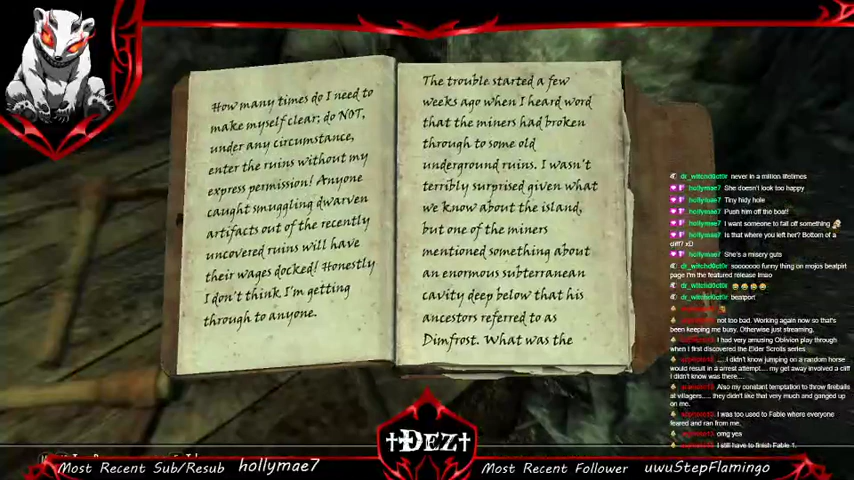 How many times do I need to
make myself clear; do NOT,
under any circumstance,
enter the ruins without my
express permission! Anyone
caught smuggling dwarven
artifacts out of the recently
uncovered ruins will have
their wages docked! Honestly
I don't think I'm getting
through to anyone.
The trouble started a few
weeks ago when I heard word
that the miners had broken
through to some old
underground ruins. I wasn't
terribly surprised given what
we know about the island,
but one of the miners
mentioned something about
an enormous subterranean
cavity deep below that his
ancestors referred to as
Dimfrost. What was the
dr_witchd0ct0r never in a million lifetimes
hollymae7 She doesn't look too happy
hollymae7 Tiny hidy hole
hollymae7 Push him off the boat!
hollymae7 I want someone to fall off something
hollymae7 Is that where you left her? Bottom of a
cliff? xD
hollymae7 She's a misery guts
dr_witchd0ct0r sooooooo funny thing on mojos beatport
page I'm the featured release lmao
dr_witchd0ct0r
dr_witchd0ct0r beatport
not too bad. Working again now so that's
been keeping me busy. Otherwise just streaming.
I had very amusing Oblivion play through
when I first discovered the Elder Scrolls series
I didn't know jumping on a random horse
would result in a arrest attempt.... my get away involved a cliff
I didn't know was there...
Also my constant temptation to throw fireballs
at villagers..... they didn't like that very much and ganged up
on me.
I was too used to Fable where everyone
feared and ran from me.
omg yes
I still have to finish Fable 1.
†DEZ†
Most Recent Sub/Resub hollymae7
Most Recent Follower uwuStepFlamingo